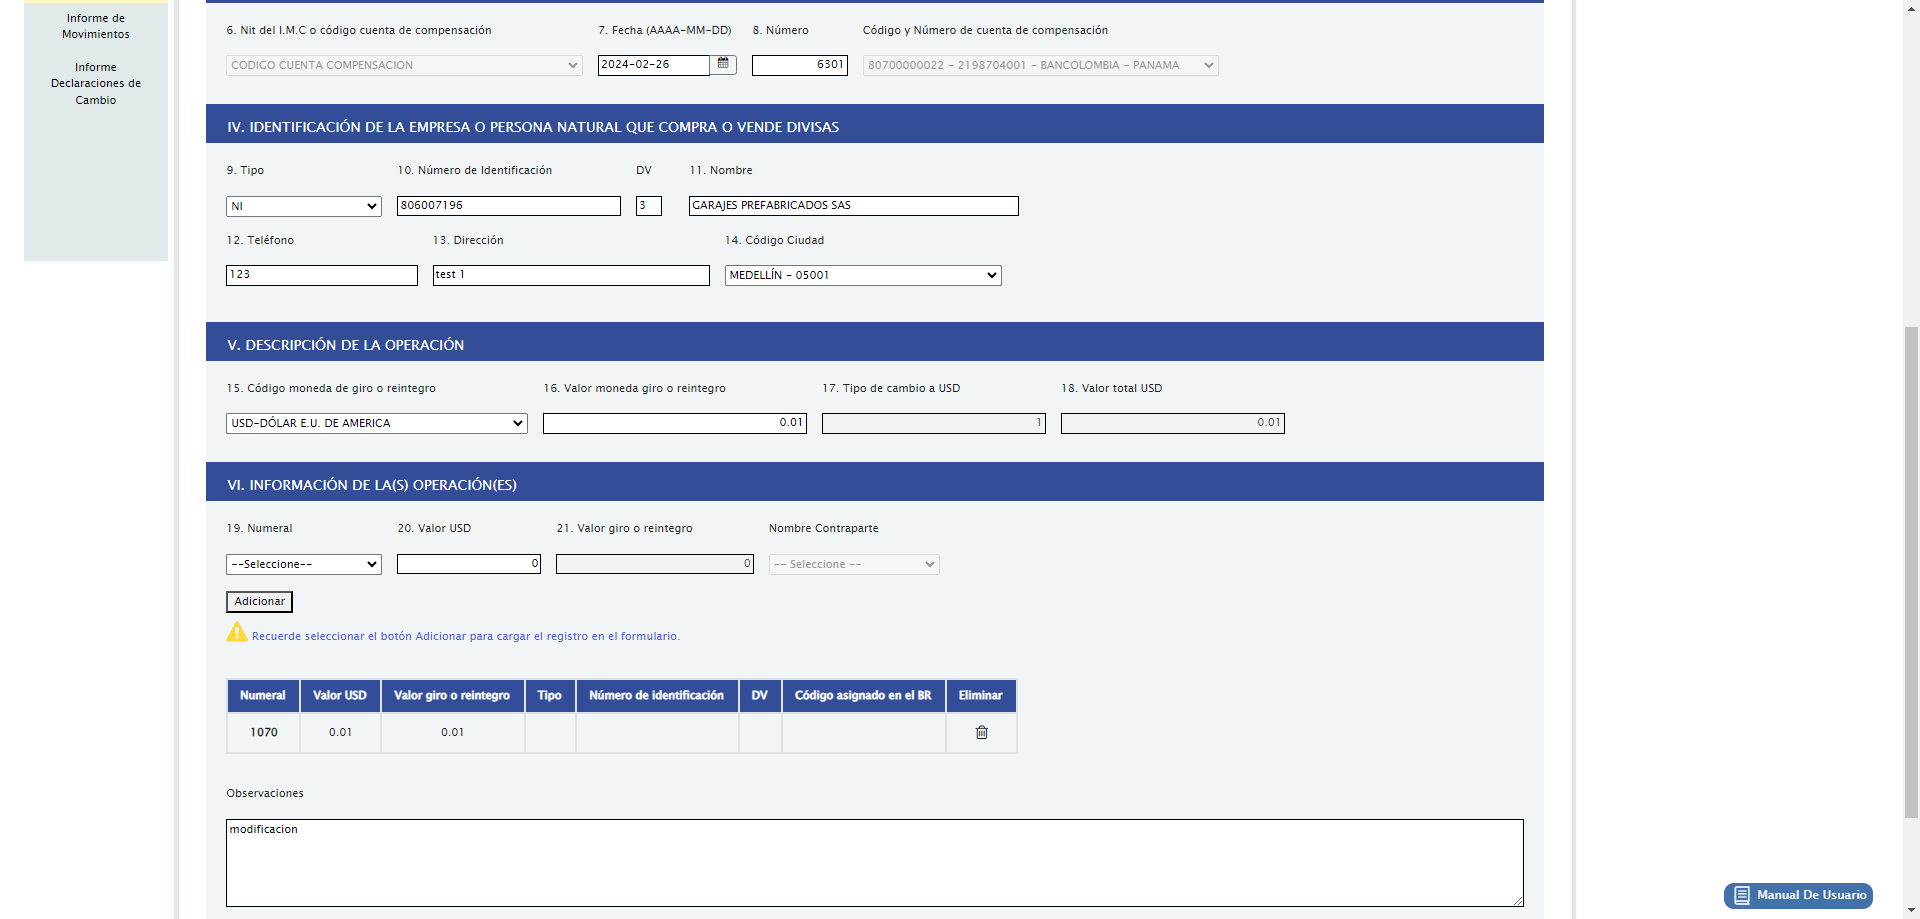 Informe de
Movimientos
Informe
Declaraciones de
Cambio
6. Nit del I.M.C o código cuenta de compensación
7. Fecha (AAAA-MM-DD)
8. Número
Código y Número de cuenta de compensación
CODIGO CUENTA COMPENSACION
2024-02-26
6301
80700000022 - 2198704001 - BANCOLOMBIA - PANAMA
IV. IDENTIFICACIÓN DE LA EMPRESA O PERSONA NATURAL QUE COMPRA O VENDE DIVISAS
9. Tipo
10. Número de Identificación
DV
11. Nombre
NI
806007196
3
GARAJES PREFABRICADOS SAS
12. Teléfono
13. Dirección
14. Código Ciudad
123
test 1
MEDELLÍN - 05001
V. DESCRIPCIÓN DE LA OPERACIÓN
15. Código moneda de giro o reintegro
16. Valor moneda giro o reintegro
17. Tipo de cambio a USD
18. Valor total USD
USD-DÓLAR E.U. DE AMERICA
0.01
1
0.01
VI. INFORMACIÓN DE LA(S) OPERACIÓN(ES)
19. Numeral
20. Valor USD
21. Valor giro o reintegro
Nombre Contraparte
--Seleccione--
0
0
-- Seleccione --
Adicionar
Recuerde seleccionar el botón Adicionar para cargar el registro en el formulario.
Numeral
Valor USD
Valor giro o reintegro
Tipo
Número de identificación
DV
Código asignado en el BR
Eliminar
1070
0.01
0.01
Observaciones
modificacion
Manual De Usuario